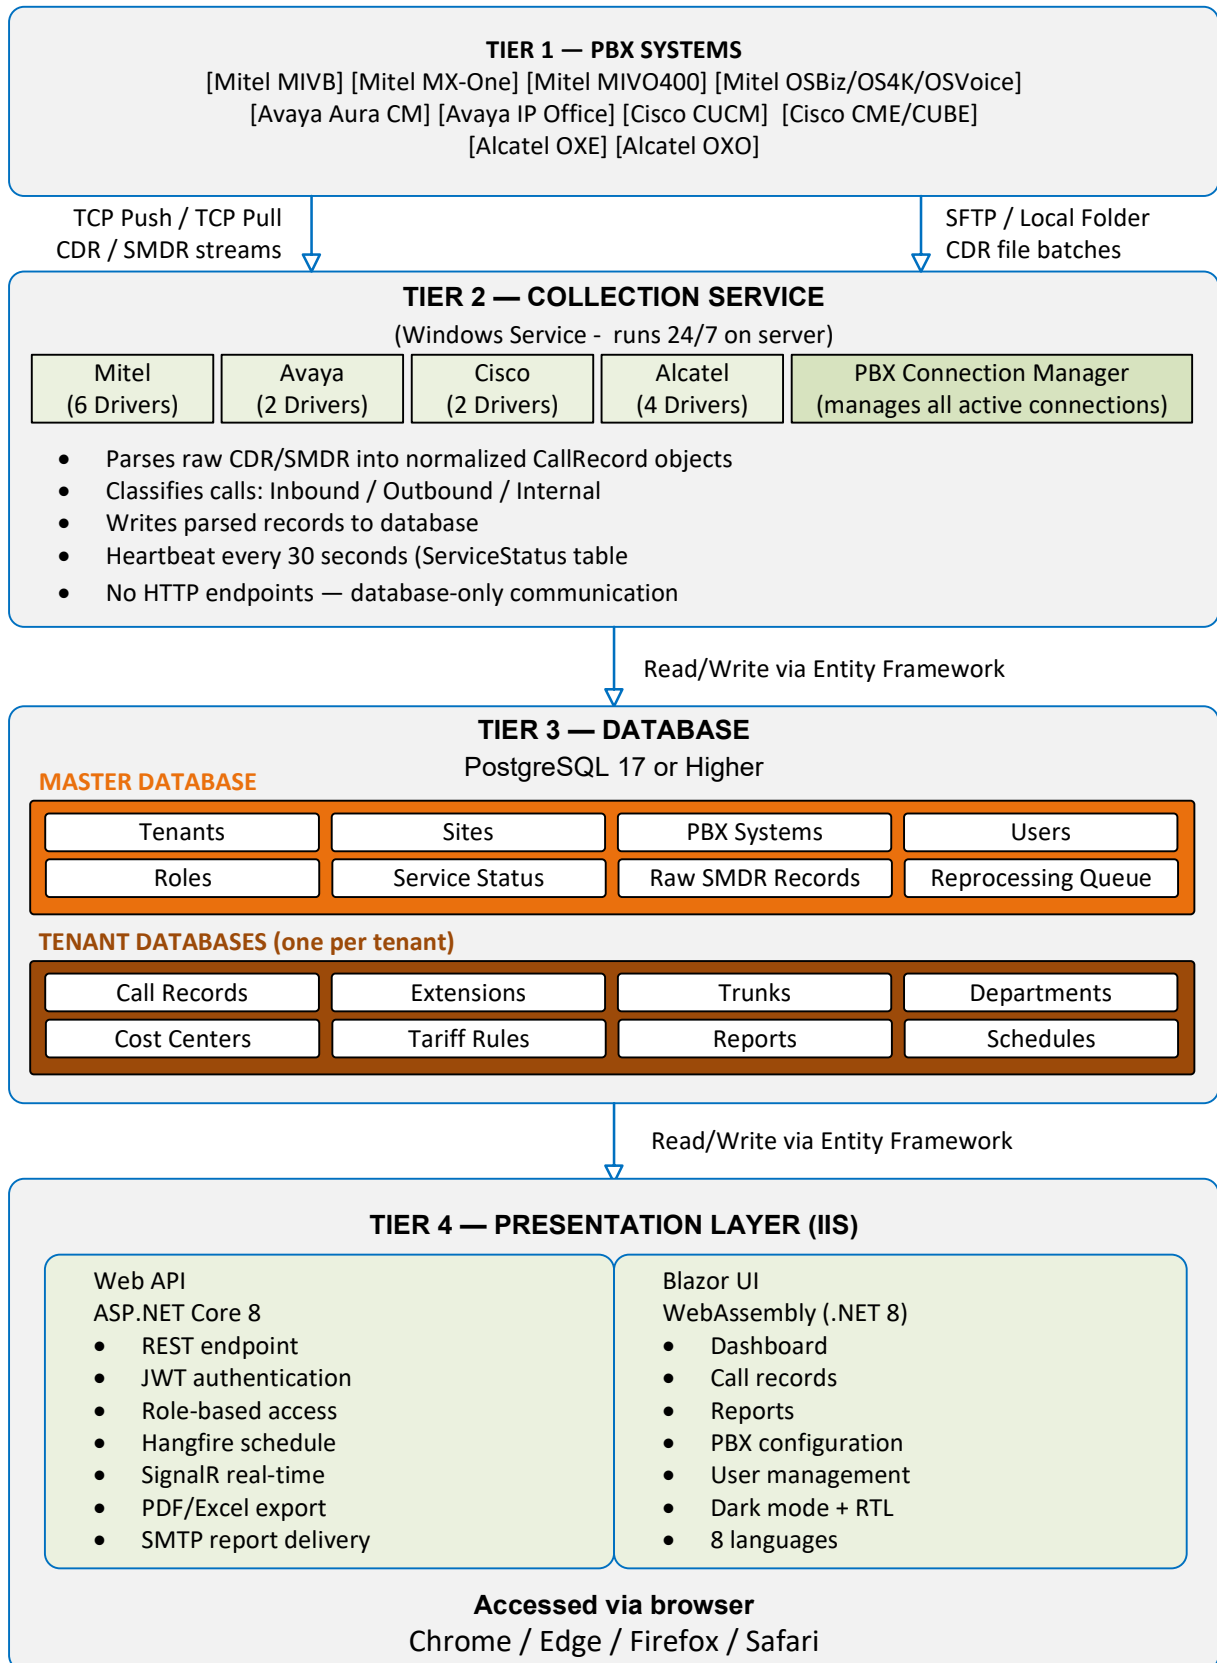 TIER 1 — PBX SYSTEMS
[Mitel MIVB] [Mitel MX-One] [Mitel MIVO400] [Mitel OSBiz/OS4K/OSVoice]
[Avaya Aura CM] [Avaya IP Office] [Cisco CUCM] [Cisco CME/CUBE]
[Alcatel OXE] [Alcatel OXO]
TCP Push / TCP Pull
CDR / SMDR streams
SFTP / Local Folder
CDR file batches
TIER 2 — COLLECTION SERVICE
(Windows Service - runs 24/7 on server)
Mitel
(6 Drivers)
Avaya
(2 Drivers)
Cisco
(2 Drivers)
Alcatel
(4 Drivers)
PBX Connection Manager
(manages all active connections)
• Parses raw CDR/SMDR into normalized CallRecord objects
• Classifies calls: Inbound / Outbound / Internal
• Writes parsed records to database
• Heartbeat every 30 seconds (ServiceStatus table
• No HTTP endpoints — database-only communication
Read/Write via Entity Framework
TIER 3 — DATABASE
PostgreSQL 17 or Higher
MASTER DATABASE
Tenants
Sites
PBX Systems
Users
Roles
Service Status
Raw SMDR Records
Reprocessing Queue
TENANT DATABASES (one per tenant)
Call Records
Extensions
Trunks
Departments
Cost Centers
Tariff Rules
Reports
Schedules
Read/Write via Entity Framework
TIER 4 — PRESENTATION LAYER (IIS)
Web API
ASP.NET Core 8
• REST endpoint
• JWT authentication
• Role-based access
• Hangfire schedule
• SignalR real-time
• PDF/Excel export
• SMTP report delivery
Blazor UI
WebAssembly (.NET 8)
• Dashboard
• Call records
• Reports
• PBX configuration
• User management
• Dark mode + RTL
• 8 languages
Accessed via browser
Chrome / Edge / Firefox / Safari